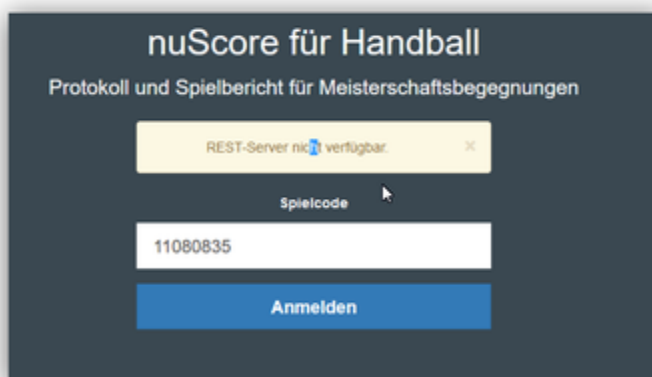 nuScore für Handball
Protokoll und Spielbericht für Meisterschaftsbegegnungen
REST-Server nicht verfügbar. ×
Spielcode
11080835
Anmelden